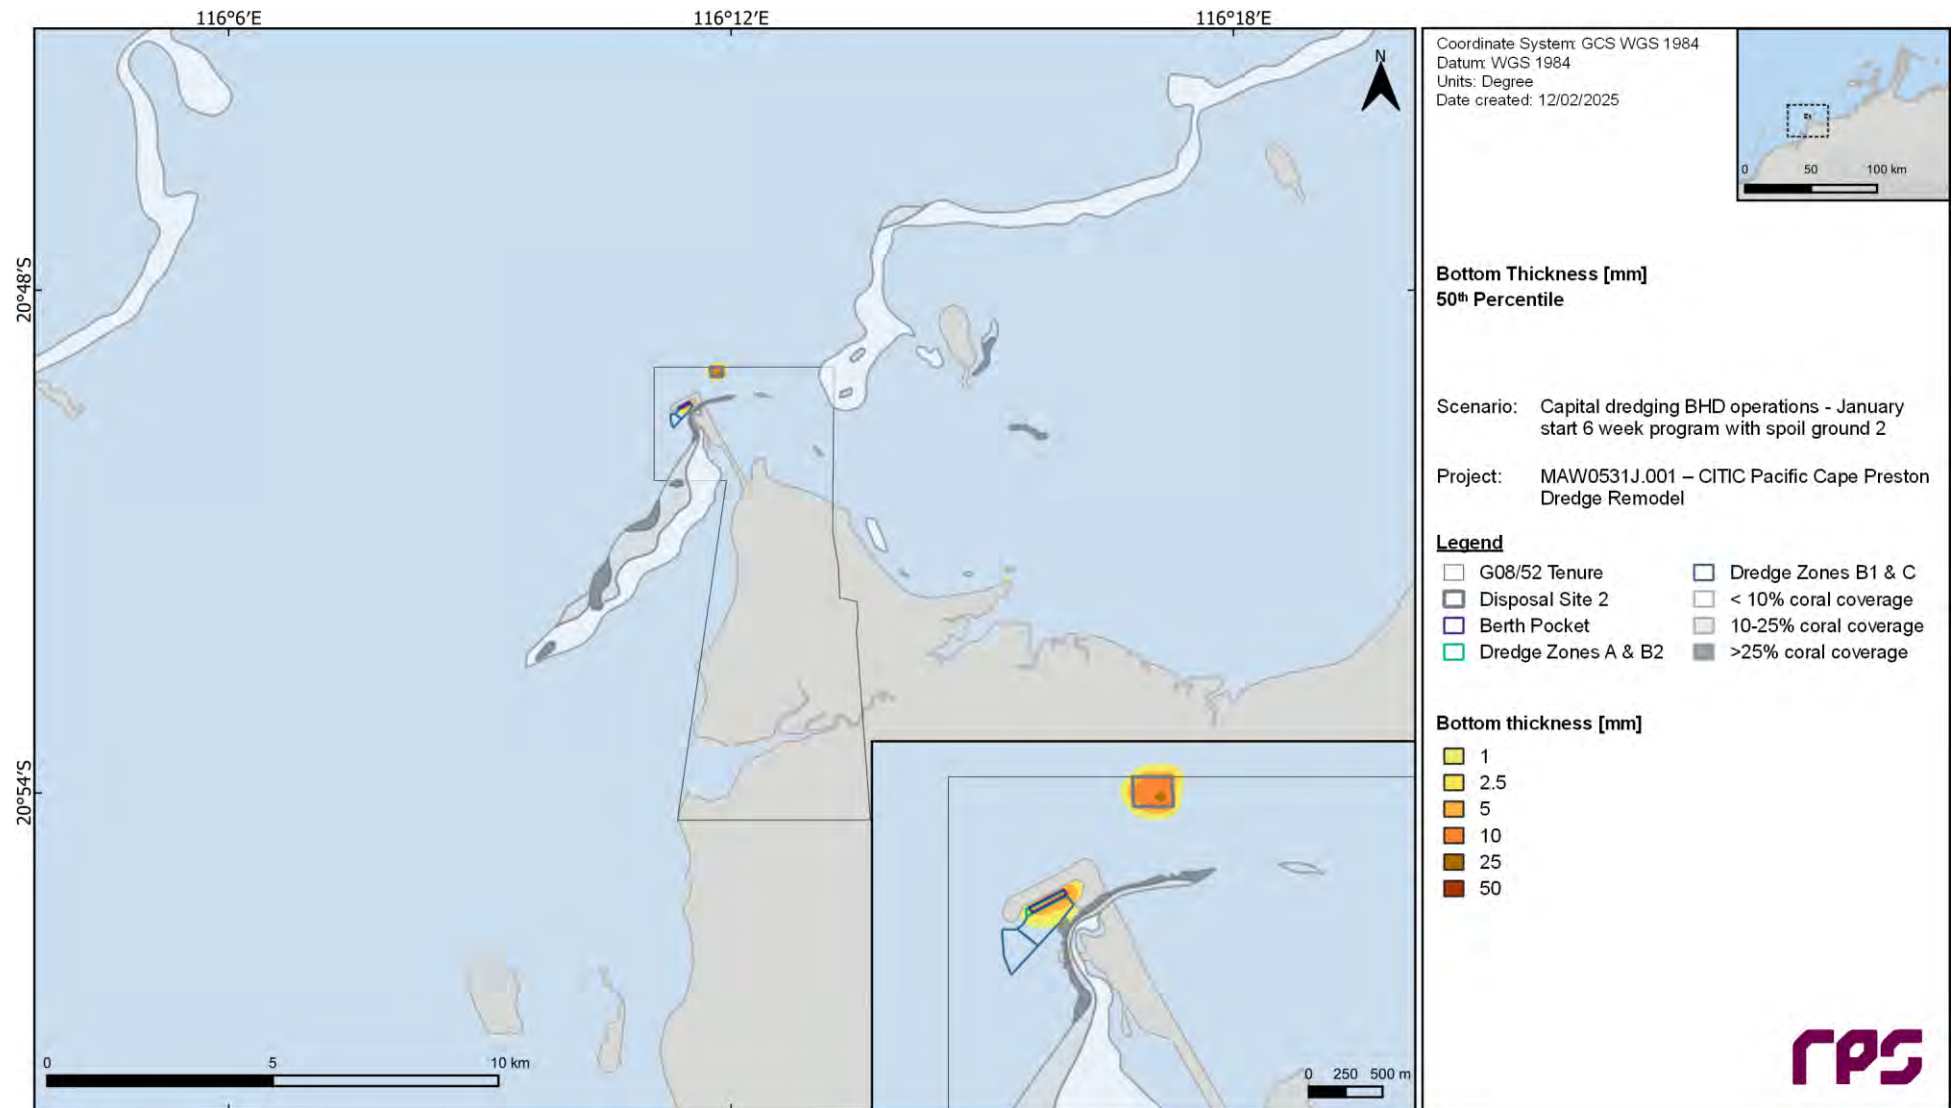 116°6′E
116°12′E
116°18′E
20°48′S
20°54′S
N
0 5 10 km
0 250 500 m
Coordinate System: GCS WGS 1984
Datum: WGS 1984
Units: Degree
Date created: 12/02/2025
0 50 100 km
Bottom Thickness [mm]
50th Percentile
Scenario: Capital dredging BHD operations - January
start 6 week program with spoil ground 2
Project: MAW0531J.001 – CITIC Pacific Cape Preston
Dredge Remodel
Legend
G08/52 Tenure
Disposal Site 2
Berth Pocket
Dredge Zones A & B2
Dredge Zones B1 & C
< 10% coral coverage
10-25% coral coverage
>25% coral coverage
Bottom thickness [mm]
1
2.5
5
10
25
50
rps